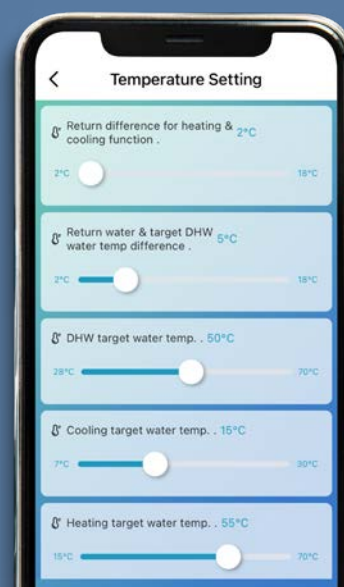 Temperature Setting
Return difference for heating & 2°C
cooling function .
2°C 18°C
Return water & target DHW 5°C
water temp difference .
2°C 18°C
DHW target water temp. . 50°C
28°C 70°C
Cooling target water temp. . 15°C
7°C 30°C
Heating target water temp. . 55°C
15°C 70°C